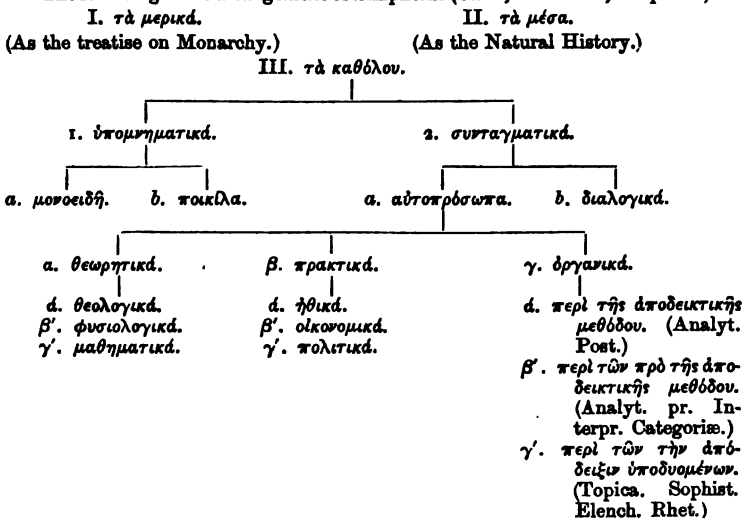 I. τὰ μερικά. II. τὰ μέσα.
(As the treatise on Monarchy.) (As the Natural History.)
III. τὰ καθόλου.
1. ὑπομνηματικά. 2. συνταγματικά.
a. μονοειδῆ. b. ποικίλα. a. αὐτοπρόσωπα. b. διαλογικά.
α. θεωρητικά. β. πρακτικά. γ. ὀργανικά.
ά. θεολογικά. ά. ἠθικά. ά. περὶ τῆς ἀποδεικτικῆς
β′. φυσιολογικά. β′. οἰκονομικά. μεθόδου. (Analyt.
γ′. μαθηματικά. γ′. πολιτικά. Post.)
β′. περὶ τῶν πρὸ τῆς ἀπο-
δεικτικῆς μεθόδου.
(Analyt. pr. In-
terpr. Categoriæ.)
γ′. περὶ τῶν τὴν ἀπό-
δειξιν ὑποδυομένων.
(Topica. Sophist.
Elench. Rhet.)